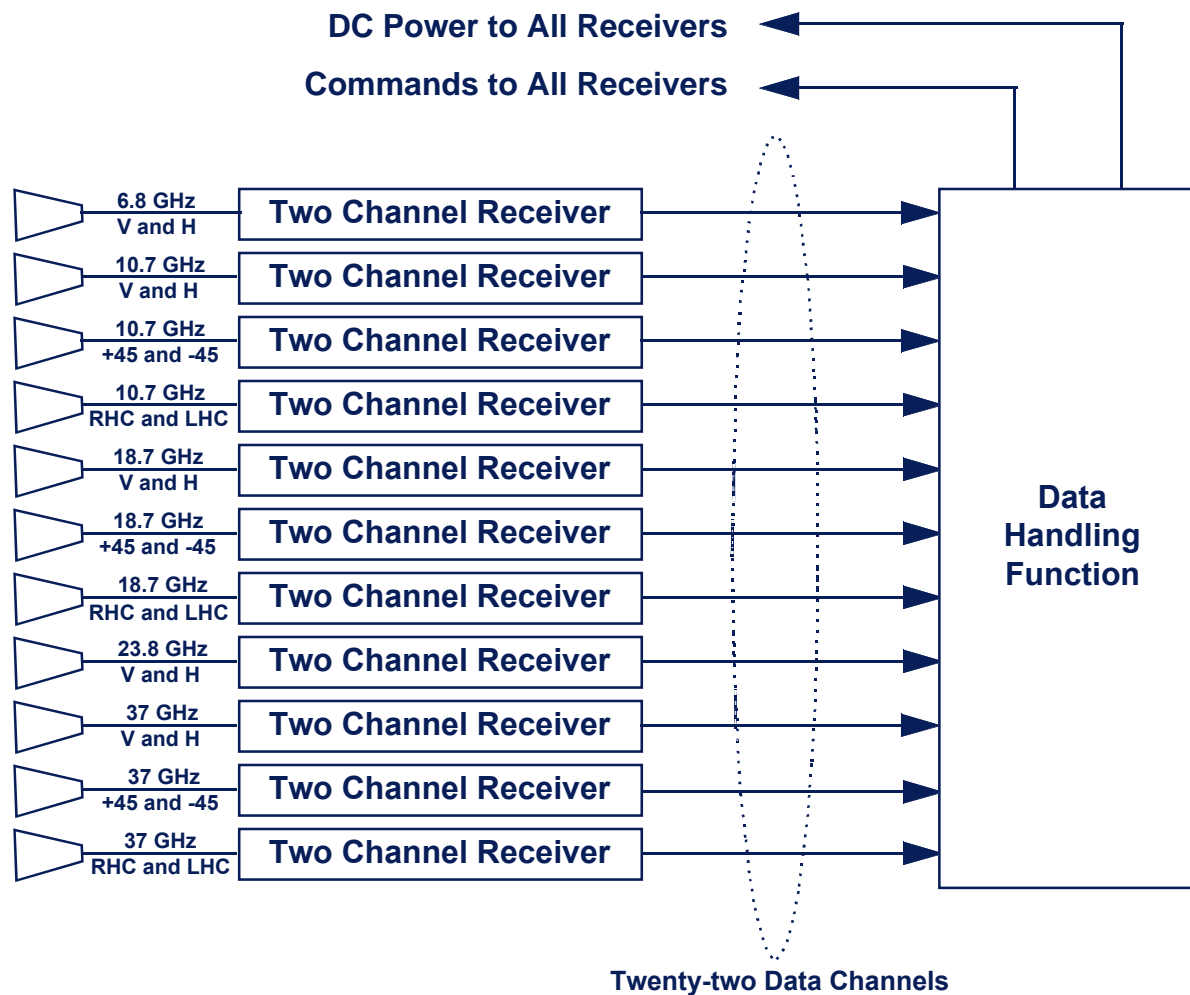 DC Power to All Receivers
Commands to All Receivers
6.8 GHz
V and H
Two Channel Receiver
10.7 GHz
V and H
Two Channel Receiver
10.7 GHz
+45 and -45
Two Channel Receiver
10.7 GHz
RHC and LHC
Two Channel Receiver
18.7 GHz
V and H
Two Channel Receiver
18.7 GHz
+45 and -45
Two Channel Receiver
18.7 GHz
RHC and LHC
Two Channel Receiver
23.8 GHz
V and H
Two Channel Receiver
37 GHz
V and H
Two Channel Receiver
37 GHz
+45 and -45
Two Channel Receiver
37 GHz
RHC and LHC
Two Channel Receiver
Data
Handling
Function
Twenty-two Data Channels